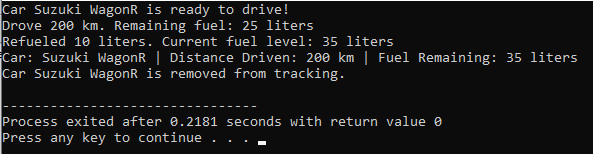 Car Suzuki WagonR is ready to drive!
Drove 200 km. Remaining fuel: 25 liters
Refueled 10 liters. Current fuel level: 35 liters
Car: Suzuki WagonR | Distance Driven: 200 km | Fuel Remaining: 35 liters
Car Suzuki WagonR is removed from tracking.
--------------------------------
Process exited after 0.2181 seconds with return value 0
Press any key to continue . . .